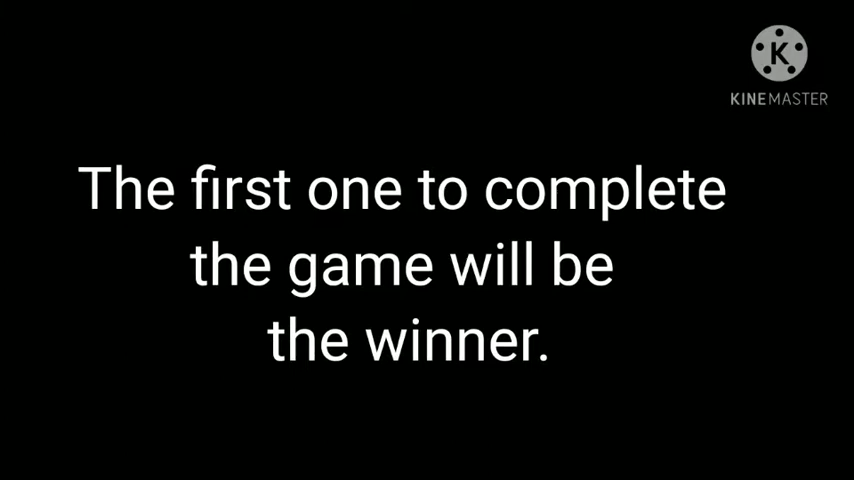 K
KINEMASTER
The first one to complete
the game will be
the winner.